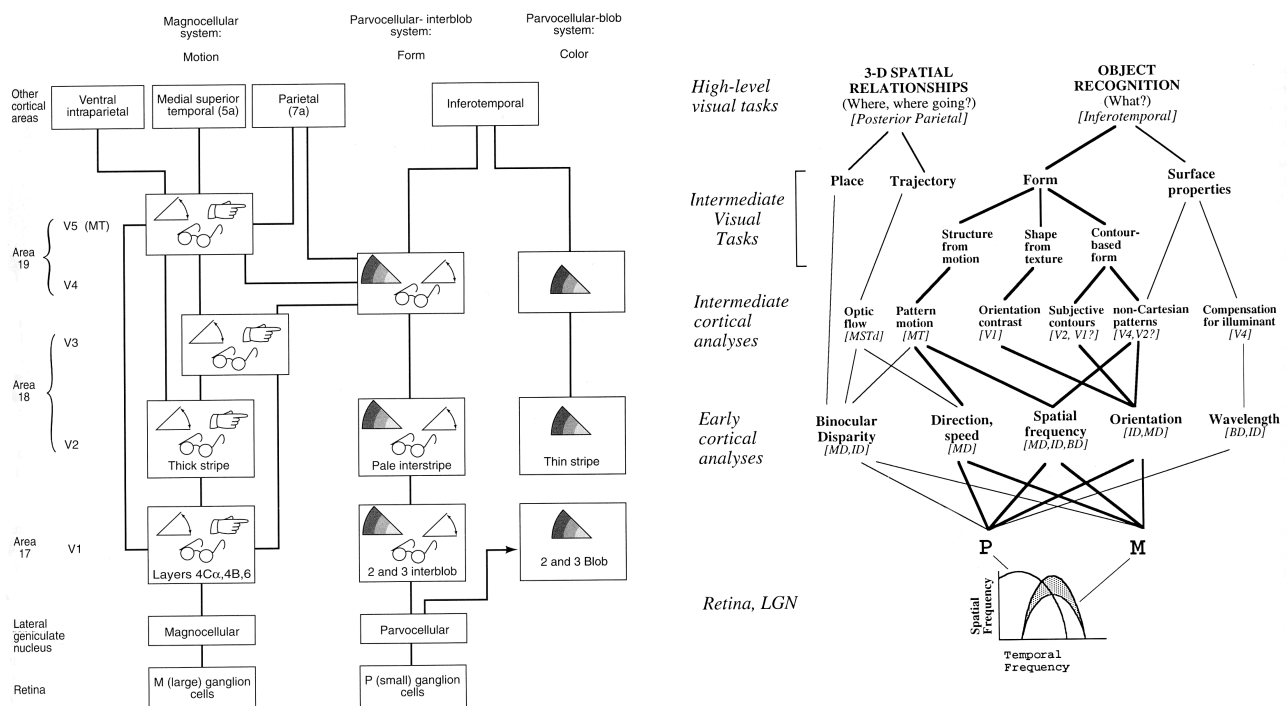 Magnocellular
system:
Motion
Parvocellular- interblob
system:
Form
Parvocellular-blob
system:
Color
Other
cortical
areas
Ventral
intraparietal
Medial superior
temporal (5a)
Parietal
(7a)
Inferotemporal
Area
19
V5 (MT)
V4
Area
18
V3
V2
Thick stripe
Pale interstripe
Thin stripe
Area
17
V1
Layers 4Cα,4B,6
2 and 3 interblob
2 and 3 Blob
Lateral
geniculate
nucleus
Magnocellular
Parvocellular
Retina
M (large) ganglion
cells
P (small) ganglion
cells
High-level
visual tasks
3-D SPATIAL
RELATIONSHIPS
(Where, where going?)
[Posterior Parietal]
OBJECT
RECOGNITION
(What?)
[Inferotemporal]
Intermediate
Visual
Tasks
Place
Trajectory
Form
Surface
properties
Structure
from
motion
Shape
from
texture
Contour-
based
form
Intermediate
cortical
analyses
Optic
flow
[MSTd]
Pattern
motion
[MT]
Orientation
contrast
[V1]
Subjective
contours
[V2, V1?]
non-Cartesian
patterns
[V4,V2?]
Compensation
for illuminant
[V4]
Early
cortical
analyses
Binocular
Disparity
[MD,ID]
Direction,
speed
[MD]
Spatial
frequency
[MD,ID,BD]
Orientation
[ID,MD]
Wavelength
[BD,ID]
P
M
Retina, LGN
Spatial
Frequency
Temporal
Frequency